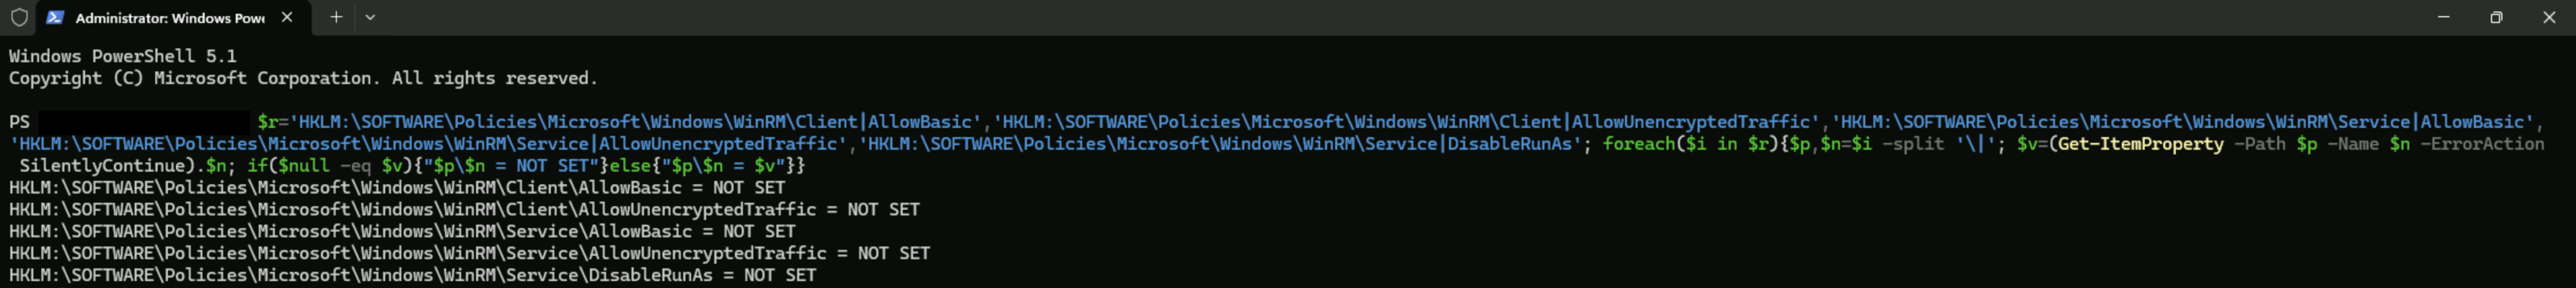 Administrator: Windows Powe
Windows PowerShell 5.1
Copyright (C) Microsoft Corporation. All rights reserved.
PS $r='HKLM:\SOFTWARE\Policies\Microsoft\Windows\WinRM\Client|AllowBasic','HKLM:\SOFTWARE\Policies\Microsoft\Windows\WinRM\Client|AllowUnencryptedTraffic','HKLM:\SOFTWARE\Policies\Microsoft\Windows\WinRM\Service|AllowBasic',
'HKLM:\SOFTWARE\Policies\Microsoft\Windows\WinRM\Service|AllowUnencryptedTraffic','HKLM:\SOFTWARE\Policies\Microsoft\Windows\WinRM\Service|DisableRunAs'; foreach($i in $r){$p,$n=$i -split '\|'; $v=(Get-ItemProperty -Path $p -Name $n -ErrorAction
SilentlyContinue).$n; if($null -eq $v){"$p\$n = NOT SET"}else{"$p\$n = $v"}}
HKLM:\SOFTWARE\Policies\Microsoft\Windows\WinRM\Client\AllowBasic = NOT SET
HKLM:\SOFTWARE\Policies\Microsoft\Windows\WinRM\Client\AllowUnencryptedTraffic = NOT SET
HKLM:\SOFTWARE\Policies\Microsoft\Windows\WinRM\Service\AllowBasic = NOT SET
HKLM:\SOFTWARE\Policies\Microsoft\Windows\WinRM\Service\AllowUnencryptedTraffic = NOT SET
HKLM:\SOFTWARE\Policies\Microsoft\Windows\WinRM\Service\DisableRunAs = NOT SET